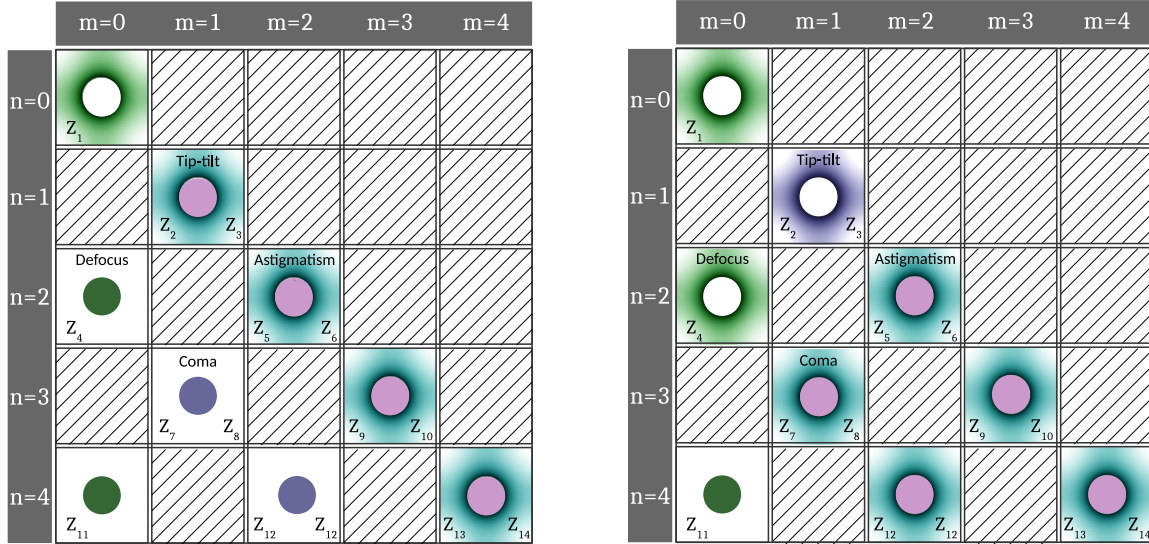 m=0 m=1 m=2 m=3 m=4
n=0 Z₁
n=1 Tip-tilt Z₂ Z₃
n=2 Defocus Z₄ Astigmatism Z₅ Z₆
n=3 Coma Z₇ Z₈ Z₉ Z₁₀
n=4 Z₁₁ Z₁₂ Z₁₂ Z₁₃ Z₁₄
m=0 m=1 m=2 m=3 m=4
n=0 Z₁
n=1 Tip-tilt Z₂ Z₃
n=2 Defocus Z₄ Astigmatism Z₅ Z₆
n=3 Coma Z₇ Z₈ Z₉ Z₁₀
n=4 Z₁₁ Z₁₂ Z₁₂ Z₁₃ Z₁₄